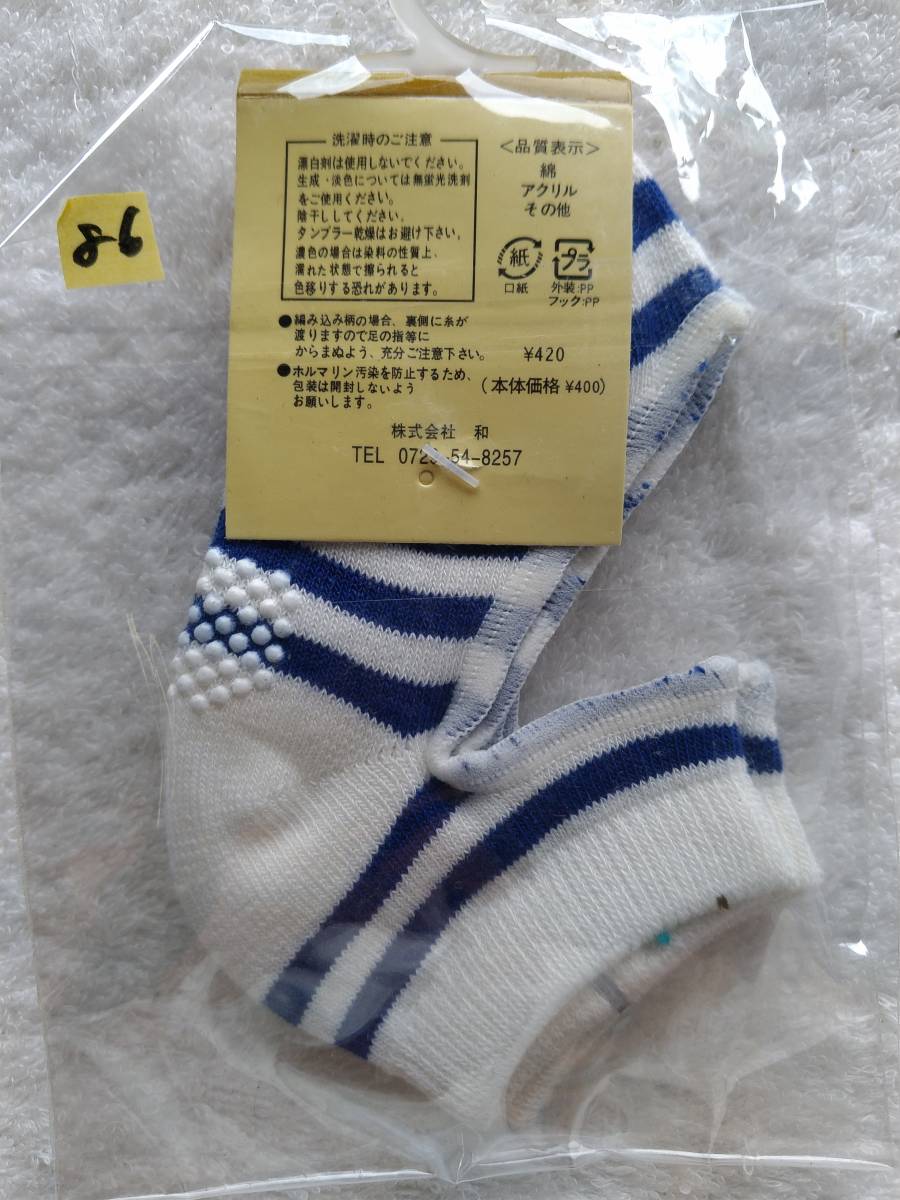 洗濯時のご注意
漂白剤は使用しないでください。
生成・淡色については無蛍光洗剤
をご使用ください。
陰干ししてください。
タンブラー乾燥はお避け下さい。
濃色の場合は染料の性質上、
濡れた状態で擦られると
色移りする恐れがあります。
●編み込み柄の場合、裏側に糸が
渡りますので足の指等に
からまぬよう、充分ご注意下さい。
●ホルマリン汚染を防止するため、
包装は開封しないよう
お願いします。
<品質表示>
綿
アクリル
その他
紙
プラ
口紙
外装:PP
フック:PP
¥420
(本体価格 ¥400)
株式会社 和
TEL
54-8257
8-6